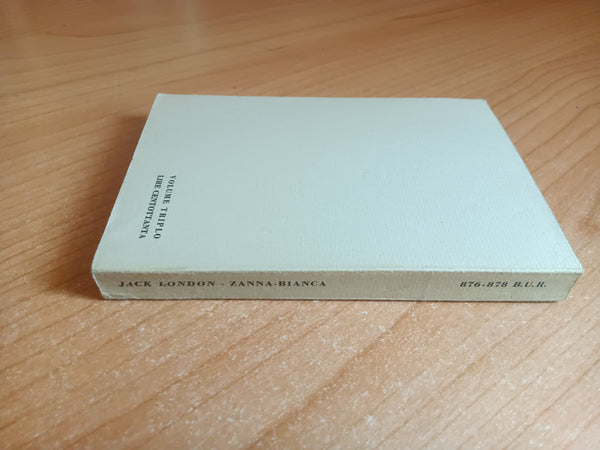 VOLUME TRIPLO
LIRE CENTOTTANTA
JACK LONDON - ZANNA-BIANCA
876-878 B.U.R.